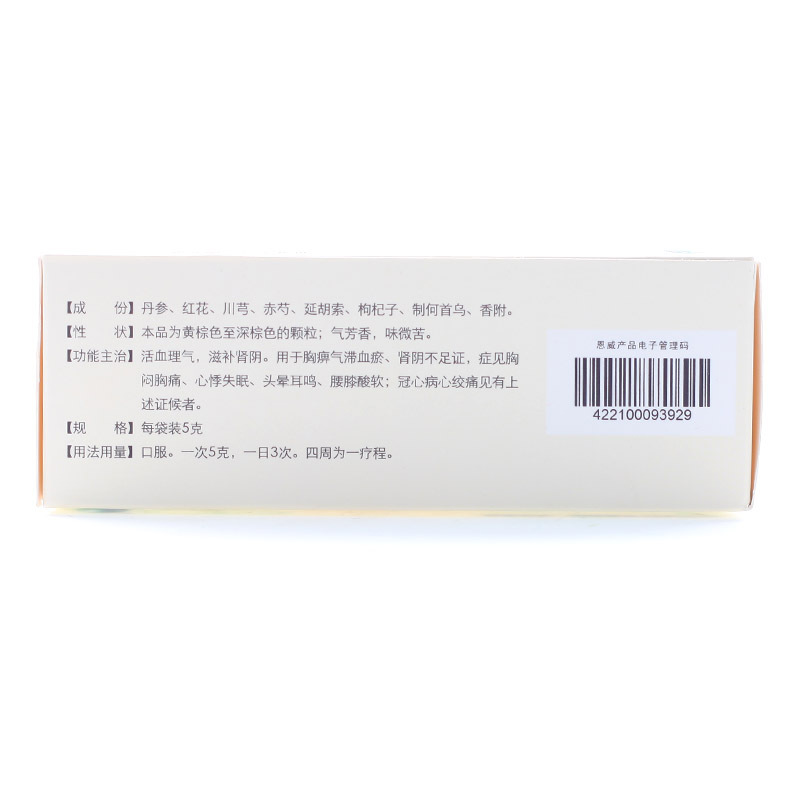 【成　份】丹参、红花、川芎、赤芍、延胡索、枸杞子、制何首乌、香附。
【性　状】本品为黄棕色至深棕色的颗粒；气芳香，味微苦。
【功能主治】活血理气，滋补肾阴。用于胸痹气滞血瘀、肾阴不足证，症见胸
闷胸痛、心悸失眠、头晕耳鸣、腰膝酸软；冠心病心绞痛见有上
述证候者。
【规　格】每袋装5克
【用法用量】口服。一次5克，一日3次。四周为一疗程。
恩威产品电子管理码
422100093929